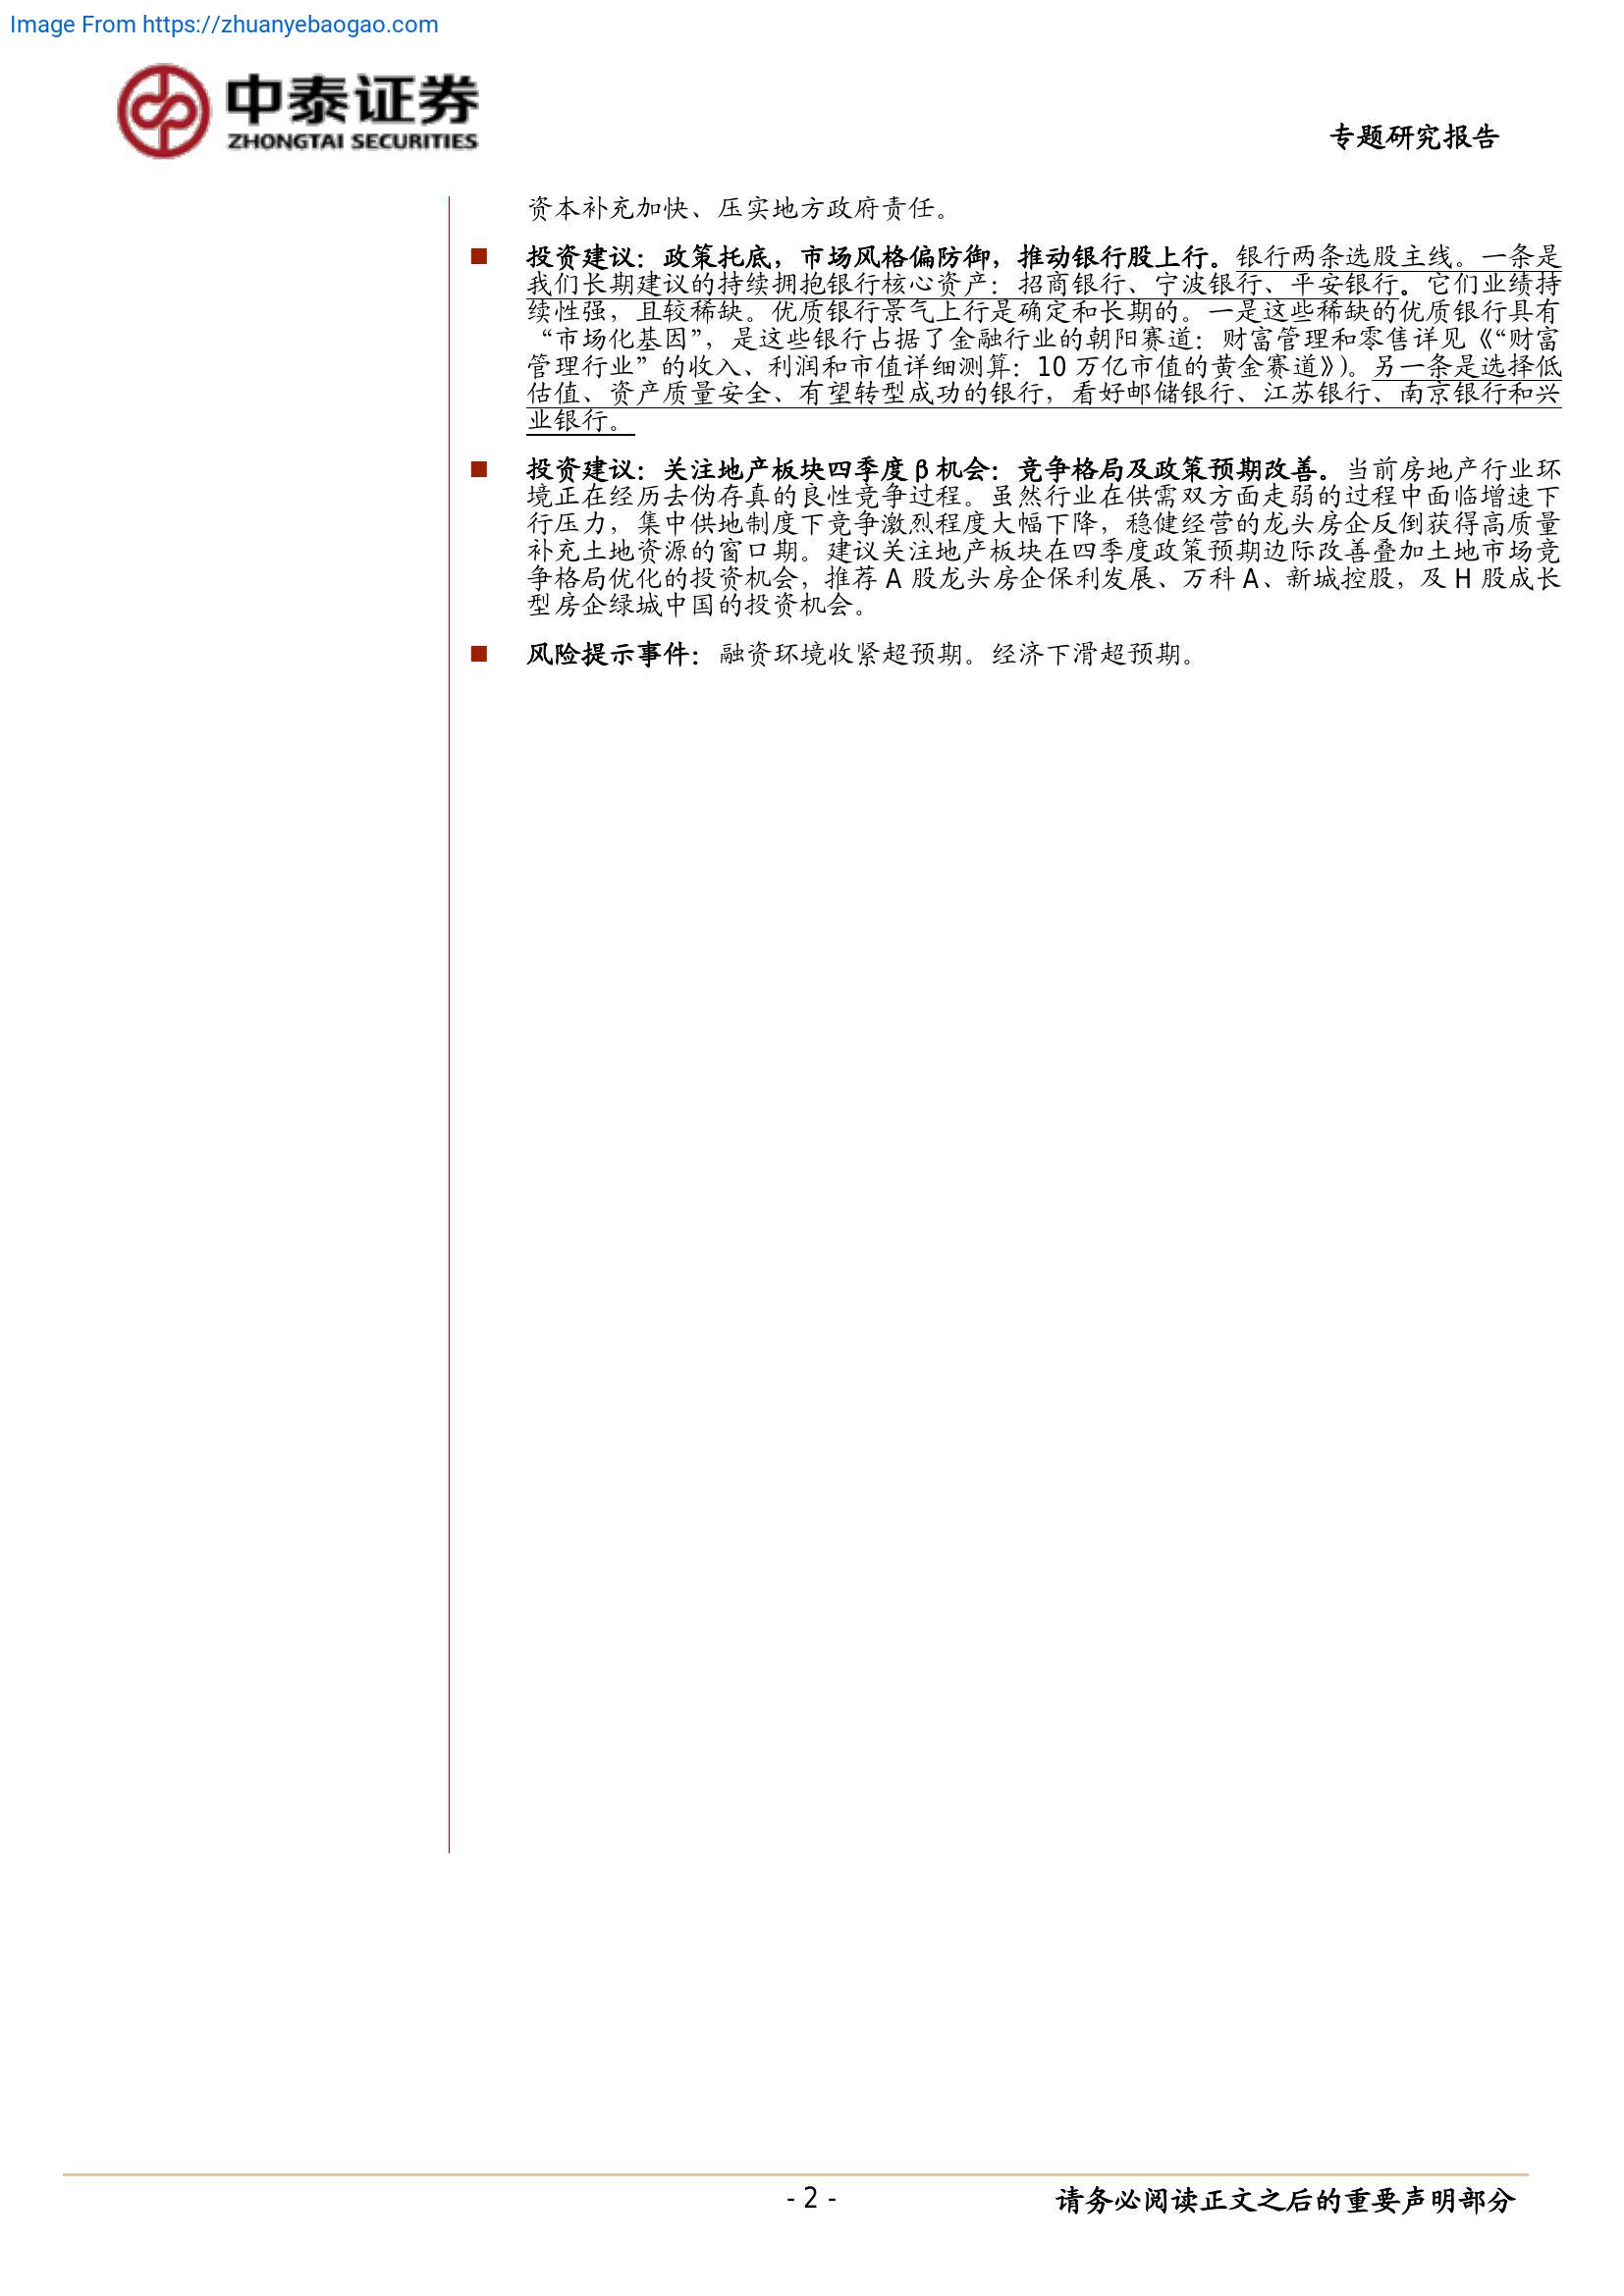 Image From https://zhuanyebaogao.com
中泰证券
ZHONGTAI SECURITIES
专题研究报告
资本补充加快、压实地方政府责任。
■ 投资建议：政策托底，市场风格偏防御，推动银行股上行。银行两条选股主线。一条是
我们长期建议的持续拥抱银行核心资产：招商银行、宁波银行、平安银行。它们业绩持
续性强，且较稀缺。优质银行景气上行是确定和长期的。一是这些稀缺的优质银行具有
“市场化基因”，是这些银行占据了金融行业的朝阳赛道：财富管理和零售详见《“财富
管理行业”的收入、利润和市值详细测算：10 万亿市值的黄金赛道》）。另一条是选择低
估值、资产质量安全、有望转型成功的银行，看好邮储银行、江苏银行、南京银行和兴
业银行。
■ 投资建议：关注地产板块四季度 β 机会：竞争格局及政策预期改善。当前房地产行业环
境正在经历去伪存真的良性竞争过程。虽然行业在供需双方面走弱的过程中面临增速下
行压力，集中供地制度下竞争激烈程度大幅下降，稳健经营的龙头房企反倒获得高质量
补充土地资源的窗口期。建议关注地产板块在四季度政策预期边际改善叠加土地市场竞
争格局优化的投资机会，推荐 A 股龙头房企保利发展、万科 A、新城控股，及 H 股成长
型房企绿城中国的投资机会。
■ 风险提示事件：融资环境收紧超预期。经济下滑超预期。
- 2 -
请务必阅读正文之后的重要声明部分